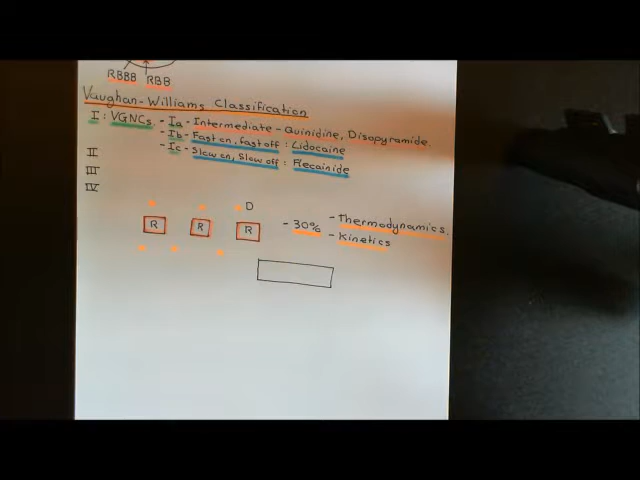 RBBB RBB
Vaughan-Williams Classification
I: VGNCs - Ia - Intermediate - Quinidine, Disopyramide.
- Ib - Fast on, fast off : Lidocaine
- Ic - Slow on, Slow off : Flecainide
II
III
IV
D
R R R - 30% - Thermodynamics.
- Kinetics